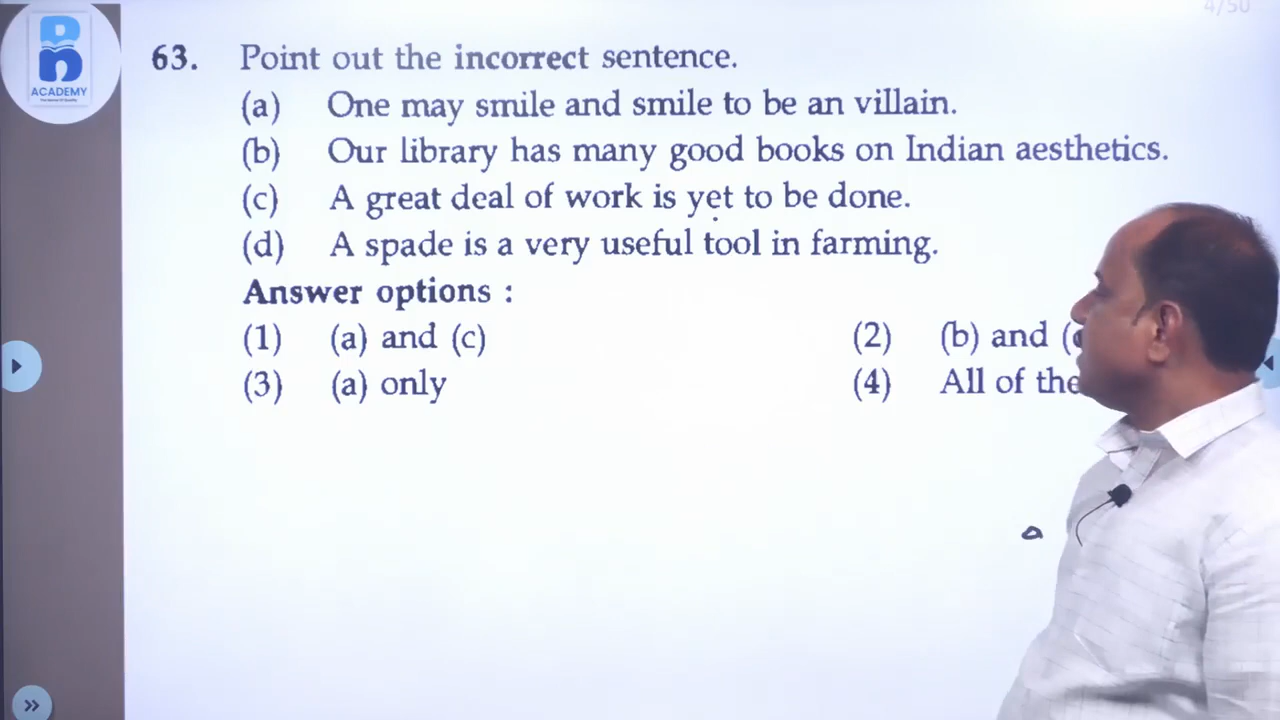 4/50
ACADEMY
63. Point out the incorrect sentence.
(a) One may smile and smile to be an villain.
(b) Our library has many good books on Indian aesthetics.
(c) A great deal of work is yet to be done.
(d) A spade is a very useful tool in farming.
Answer options :
(1) (a) and (c)
(2) (b) and
(3) (a) only
(4) All of the